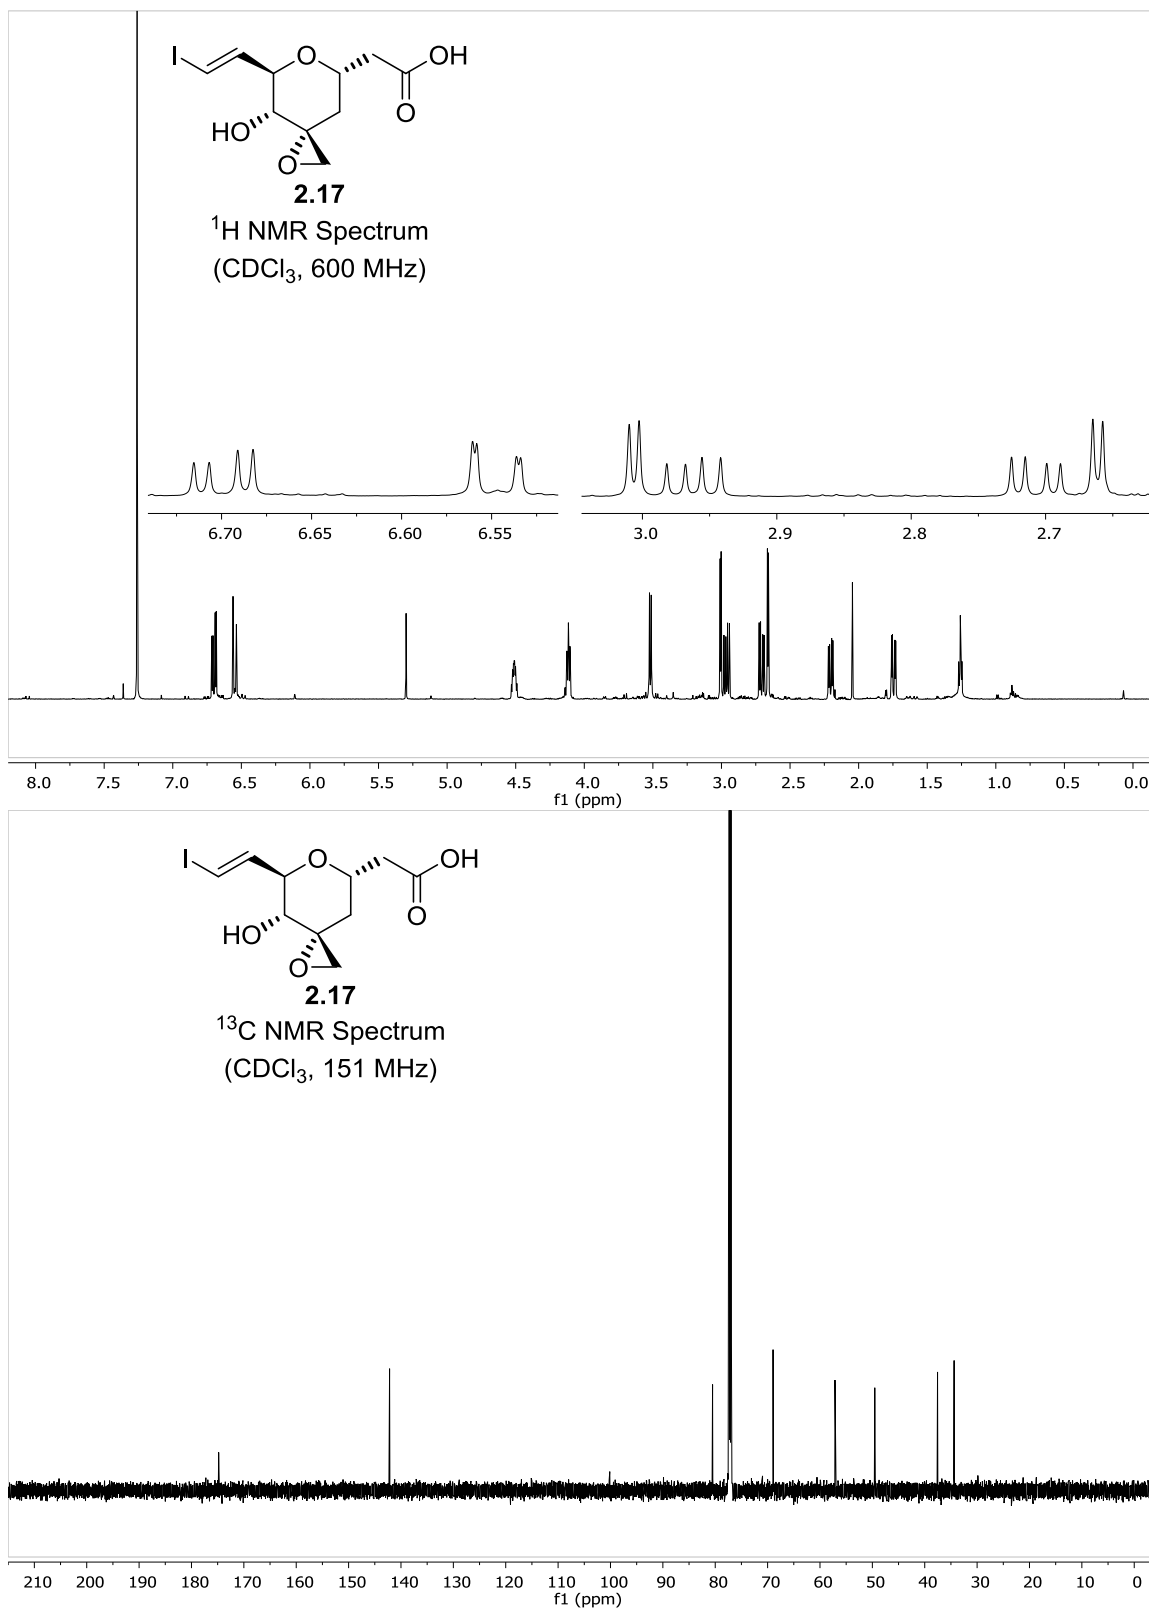 I
O
OH
O
HO
O
2.17
¹H NMR Spectrum
(CDCl₃, 600 MHz)
6.70 6.65 6.60 6.55
3.0 2.9 2.8 2.7
8.0 7.5 7.0 6.5 6.0 5.5 5.0 4.5 4.0 3.5 3.0 2.5 2.0 1.5 1.0 0.5 0.0
f1 (ppm)
I
O
OH
O
HO
O
2.17
¹³C NMR Spectrum
(CDCl₃, 151 MHz)
210 200 190 180 170 160 150 140 130 120 110 100 90 80 70 60 50 40 30 20 10 0
f1 (ppm)